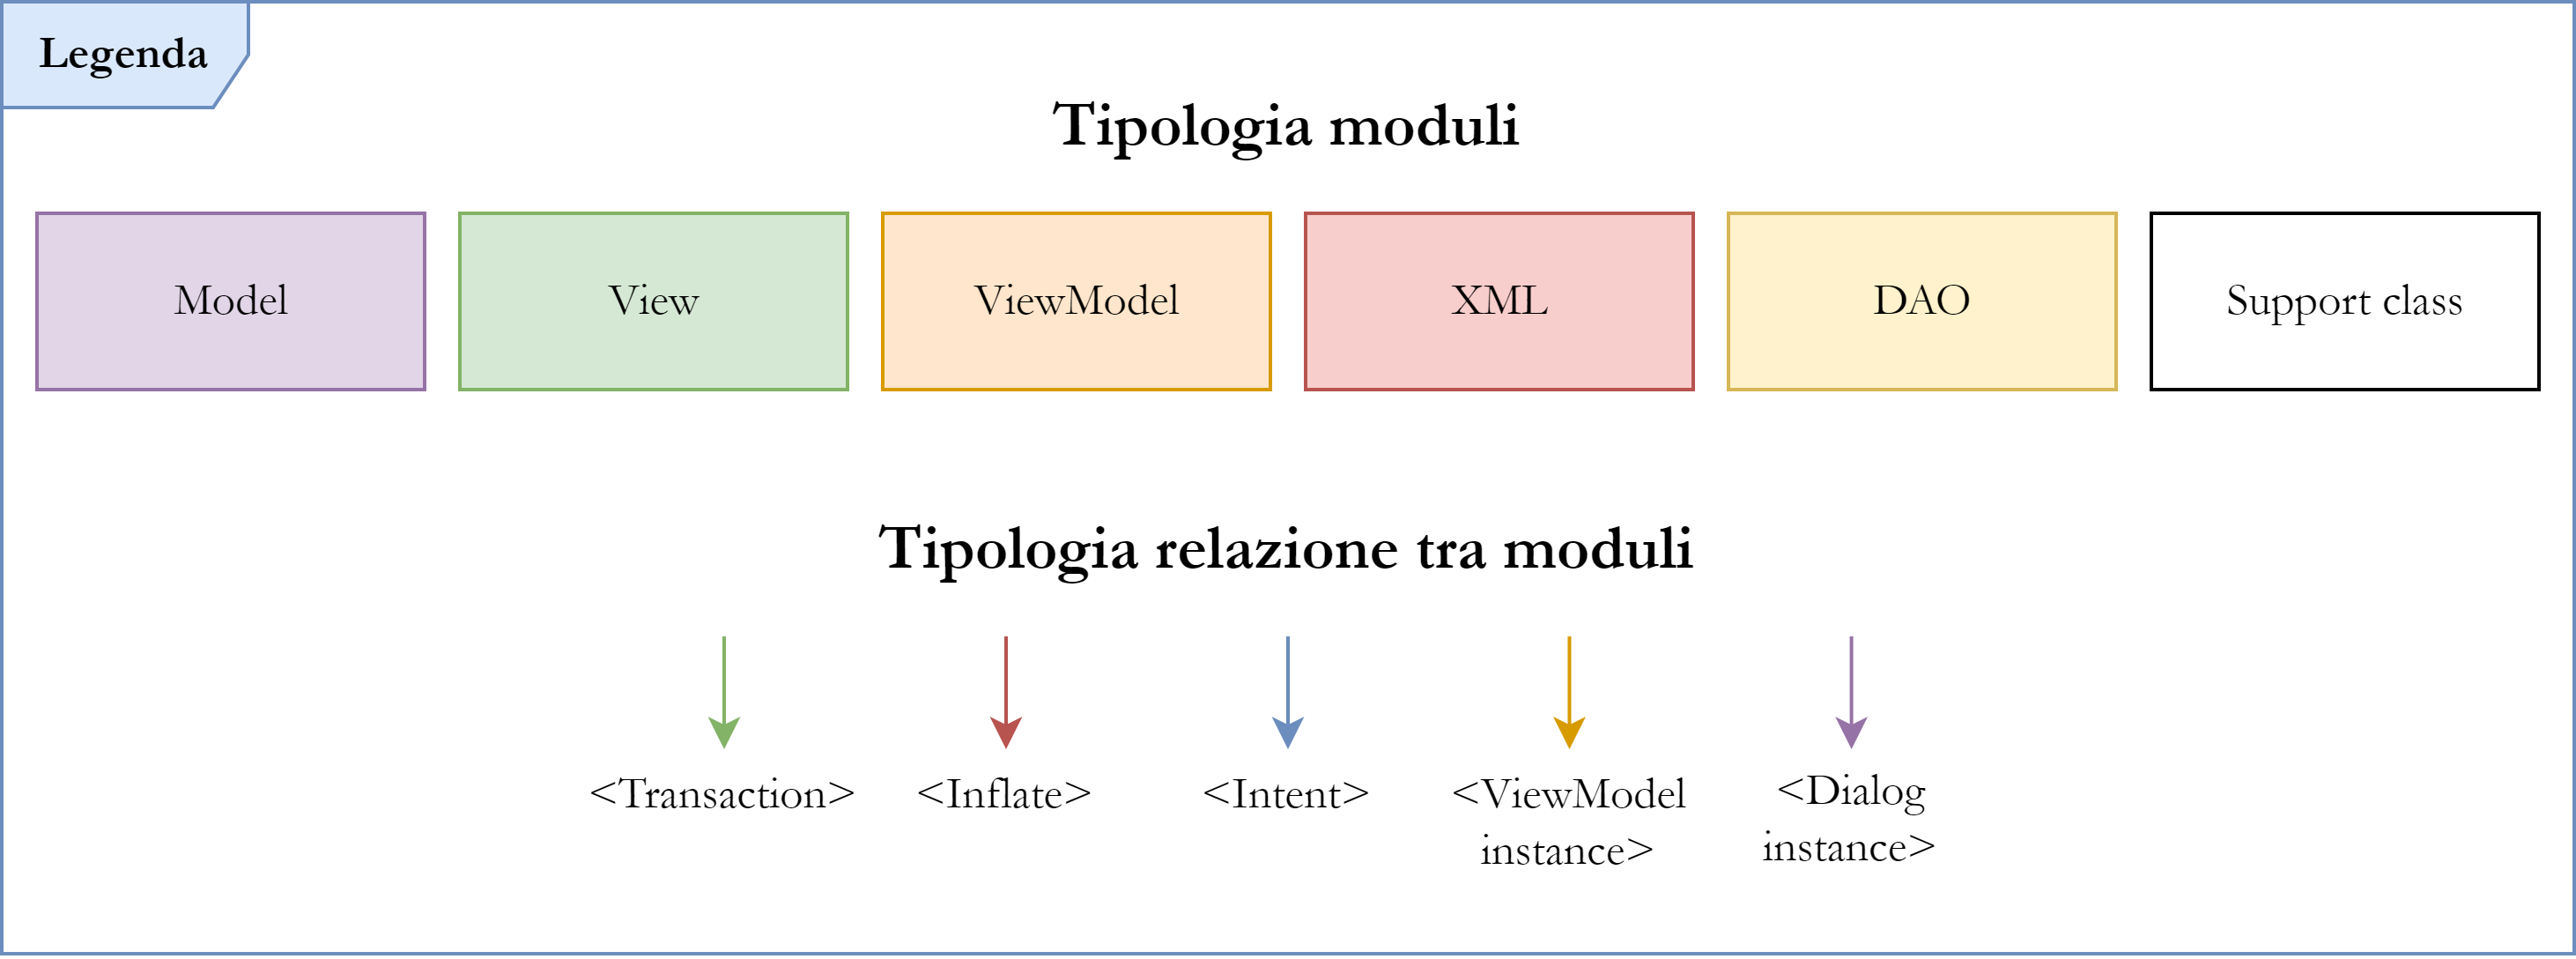 Legenda
Tipologia moduli
Model
View
ViewModel
XML
DAO
Support class
Tipologia relazione tra moduli
<Transaction>
<Inflate>
<Intent>
<ViewModel
instance>
<Dialog
instance>